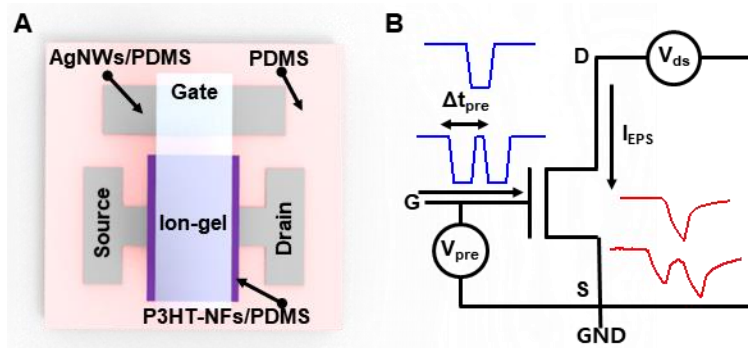 A
AgNWs/PDMS
PDMS
Gate
Source
Ion-gel
Drain
P3HT-NFs/PDMS
B
Δtpre
G
Vpre
D
Vds
IEPS
S
GND